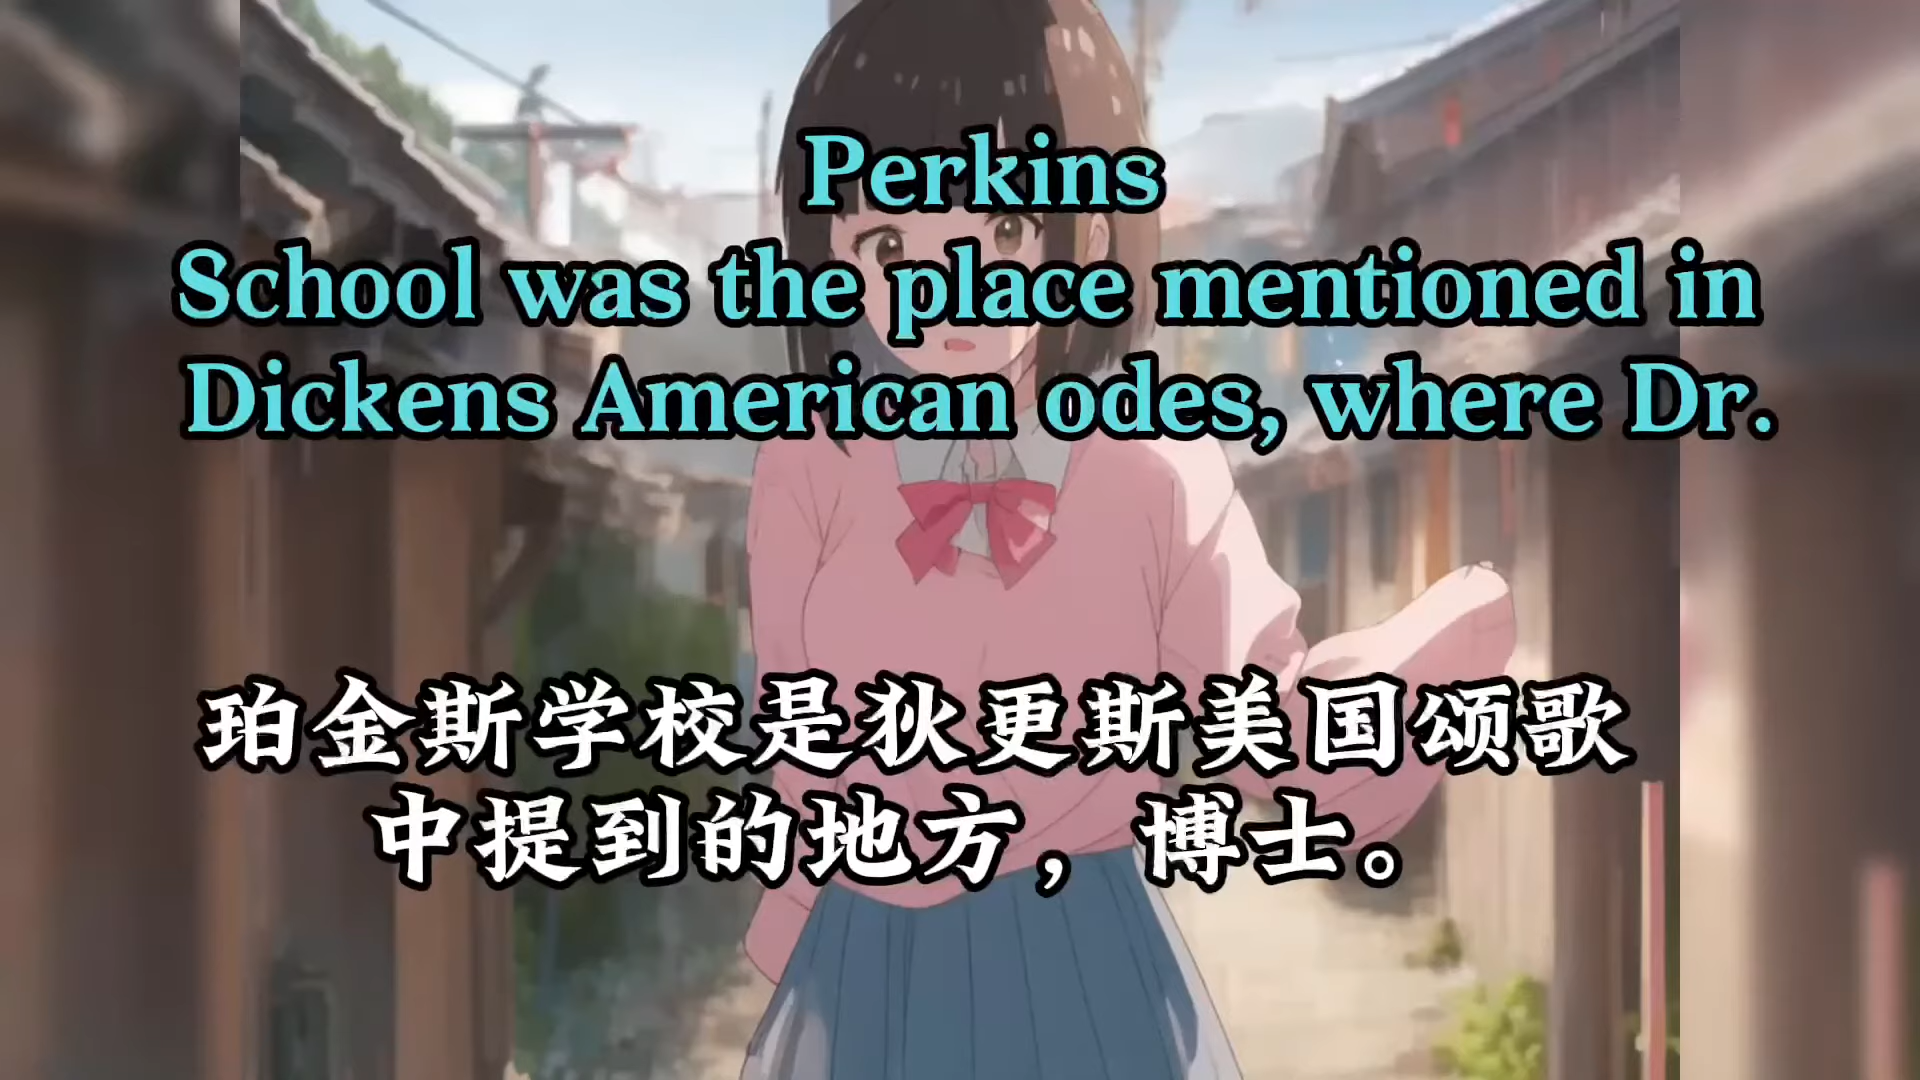 Perkins
School was the place mentioned in
Dickens American odes, where Dr.
珀金斯学校是狄更斯美国颂歌
中提到的地方，博士。